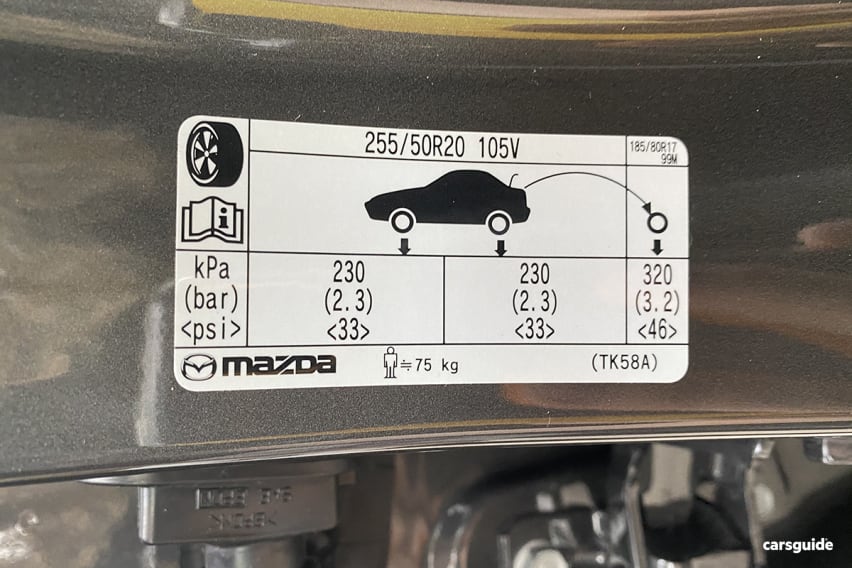 255/50R20 105V
185/80R17
99M
kPa 230 230 320
(bar) (2.3) (2.3) (3.2)
<psi> <33> <33> <46>
mazda ≒75 kg (TK58A)
carsguide